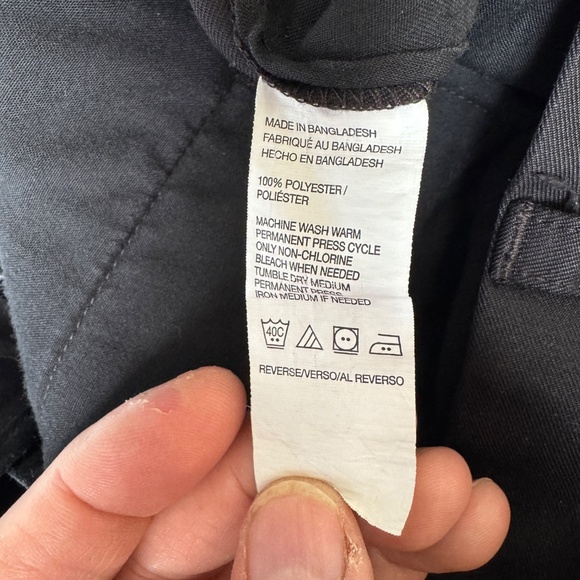 MADE IN BANGLADESH
FABRIQUÉ AU BANGLADESH
HECHO EN BANGLADESH
100% POLYESTER/
POLIÉSTER
MACHINE WASH WARM
PERMANENT PRESS CYCLE
ONLY NON-CHLORINE
BLEACH WHEN NEEDED
TUMBLE DRY MEDIUM
PERMANENT PRESS
IRON MEDIUM IF NEEDED
40C
REVERSE/VERSO/AL REVERSO